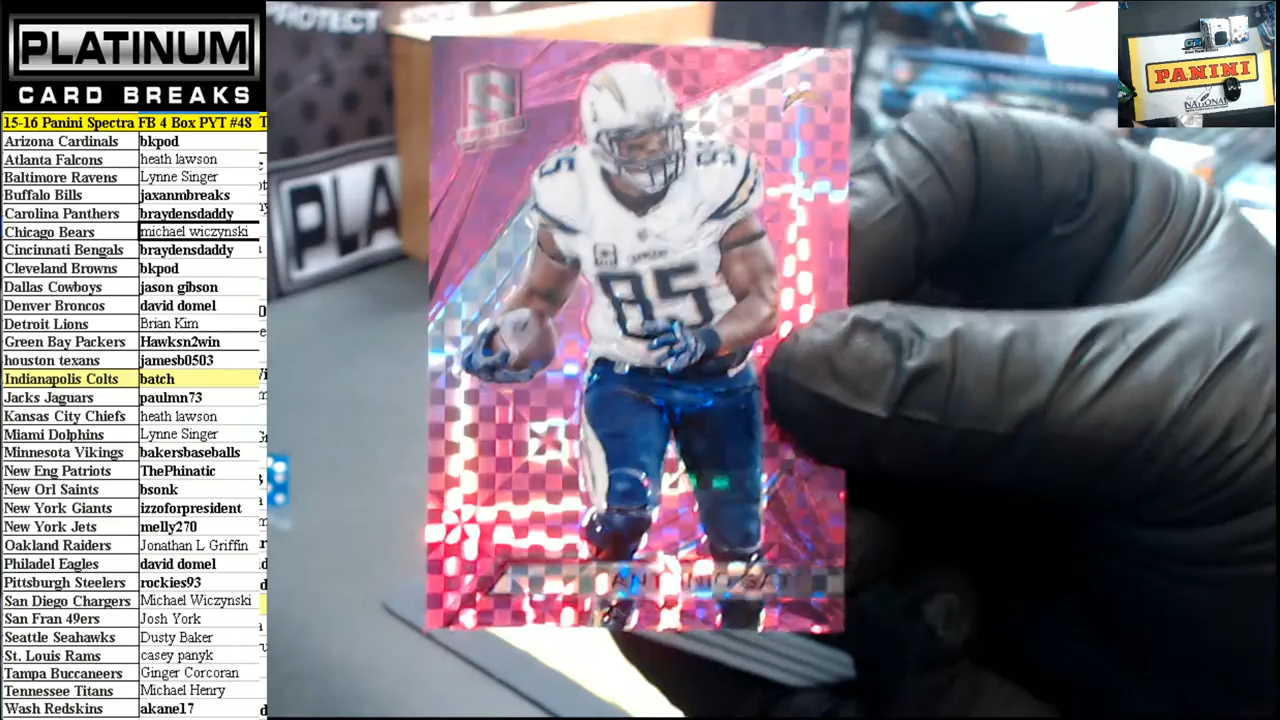 PLATINUM
CARD BREAKS
15-16 Panini Spectra FB 4 Box PYT #48
Arizona Cardinals bkpod
Atlanta Falcons heath lawson
Baltimore Ravens Lynne Singer
Buffalo Bills jaxanmbreaks
Carolina Panthers braydensdaddy
Chicago Bears michael wiczynski
Cincinnati Bengals braydensdaddy
Cleveland Browns bkpod
Dallas Cowboys jason gibson
Denver Broncos david domel
Detroit Lions Brian Kim
Green Bay Packers Hawksn2win
houston texans jamesb0503
Indianapolis Colts batch
Jacks Jaguars paulmn73
Kansas City Chiefs heath lawson
Miami Dolphins Lynne Singer
Minnesota Vikings bakersbaseballs
New Eng Patriots ThePhinatic
New Orl Saints bsonk
New York Giants izzoforpresident
New York Jets melly270
Oakland Raiders Jonathan L Griffin
Philadel Eagles david domel
Pittsburgh Steelers rockies93
San Diego Chargers Michael Wiczynski
San Fran 49ers Josh York
Seattle Seahawks Dusty Baker
St. Louis Rams casey panyk
Tampa Buccaneers Ginger Corcoran
Tennessee Titans Michael Henry
Wash Redskins akane17
PROTECT
PLA
S
85
85
ANTONIO GAT
PANINI
NATIONAL